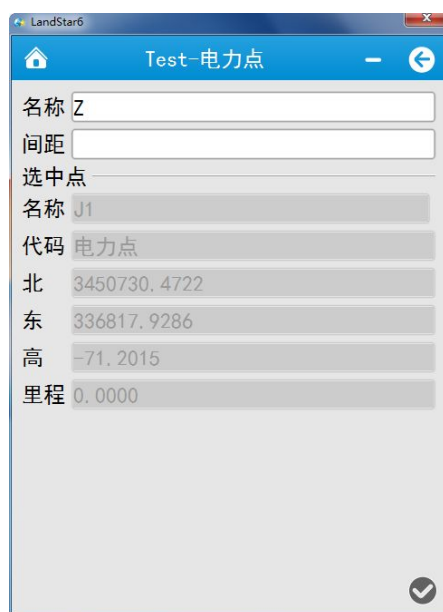 LandStar6
Test-电力点
名称 Z
间距
选中点
名称 J1
代码 电力点
北 3450730.4722
东 336817.9286
高 -71.2015
里程 0.0000